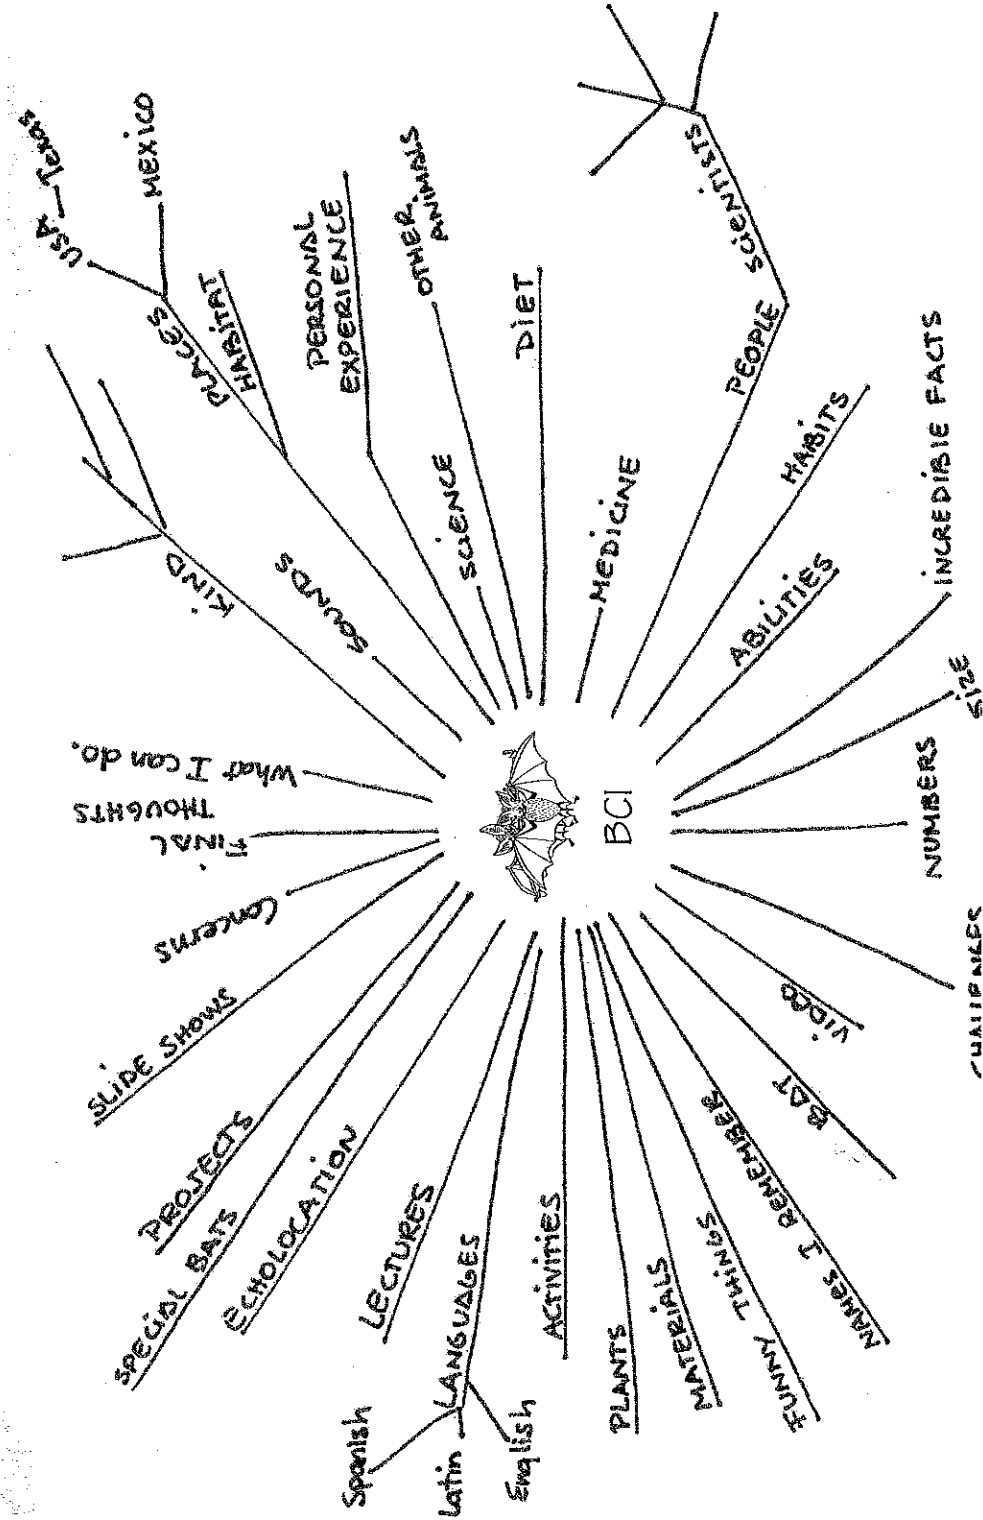 BCI
What I can do.
FINAL
THOUGHTS
Concerns
SLIDE SHOWS
PROJECTS
SPECIAL BATS
ECHOLOCATION
LECTURES
LANGUAGES
Spanish
Latin
English
ACTIVITIES
PLANTS
MATERIALS
FUNNY THINGS
NAMES I REMEMBER
BAT
VIDEO
NUMBERS
SIZE
INCREDIBLE FACTS
ABILITIES
HABITS
PEOPLE
SCIENTISTS
MEDICINE
DIET
OTHER
ANIMALS
SCIENCE
PERSONAL
EXPERIENCE
HABITAT
PLACES
USA — Texas
MEXICO
SOUNDS
KIND